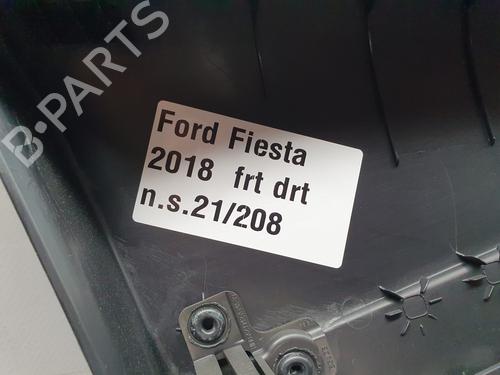 B-PARTS
Ford Fiesta
2018 frt drt
n.s.21/208